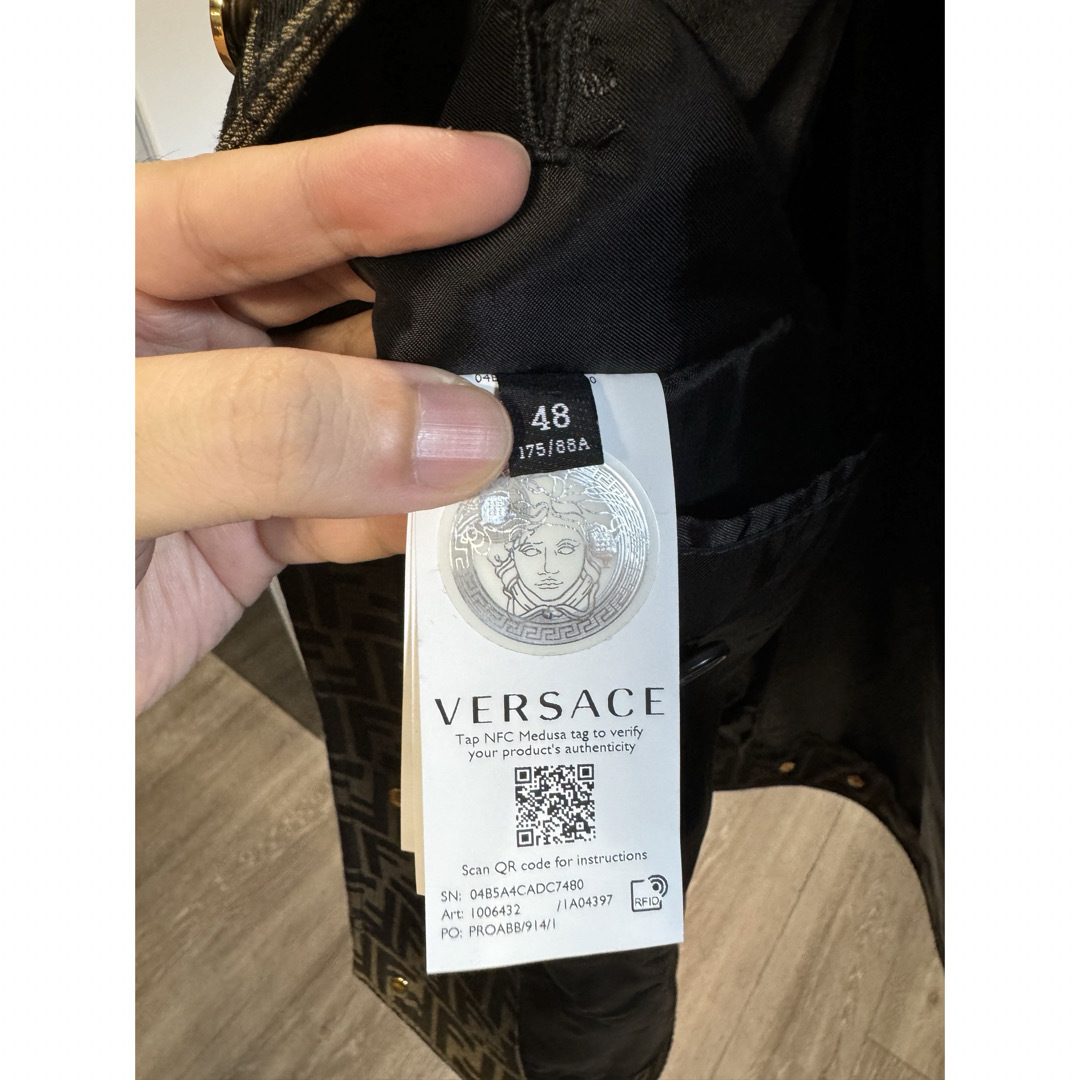 48
175/88A
VERSACE
Tap NFC Medusa tag to verify
your product's authenticity
Scan QR code for instructions
SN: 04B5A4CADC7480
Art: 1006432 /1A04397
PO: PROABB/914/1
RFID